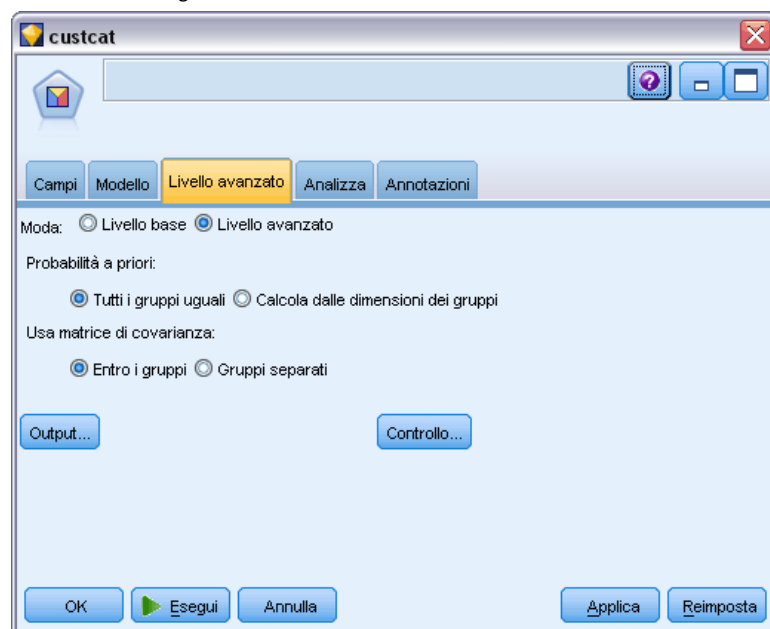 custcat
Campi Modello Livello avanzato Analizza Annotazioni
Moda: Livello base Livello avanzato
Probabilità a priori:
Tutti i gruppi uguali Calcola dalle dimensioni dei gruppi
Usa matrice di covarianza:
Entro i gruppi Gruppi separati
Output... Controllo...
OK Esegui Annulla Applica Reimposta